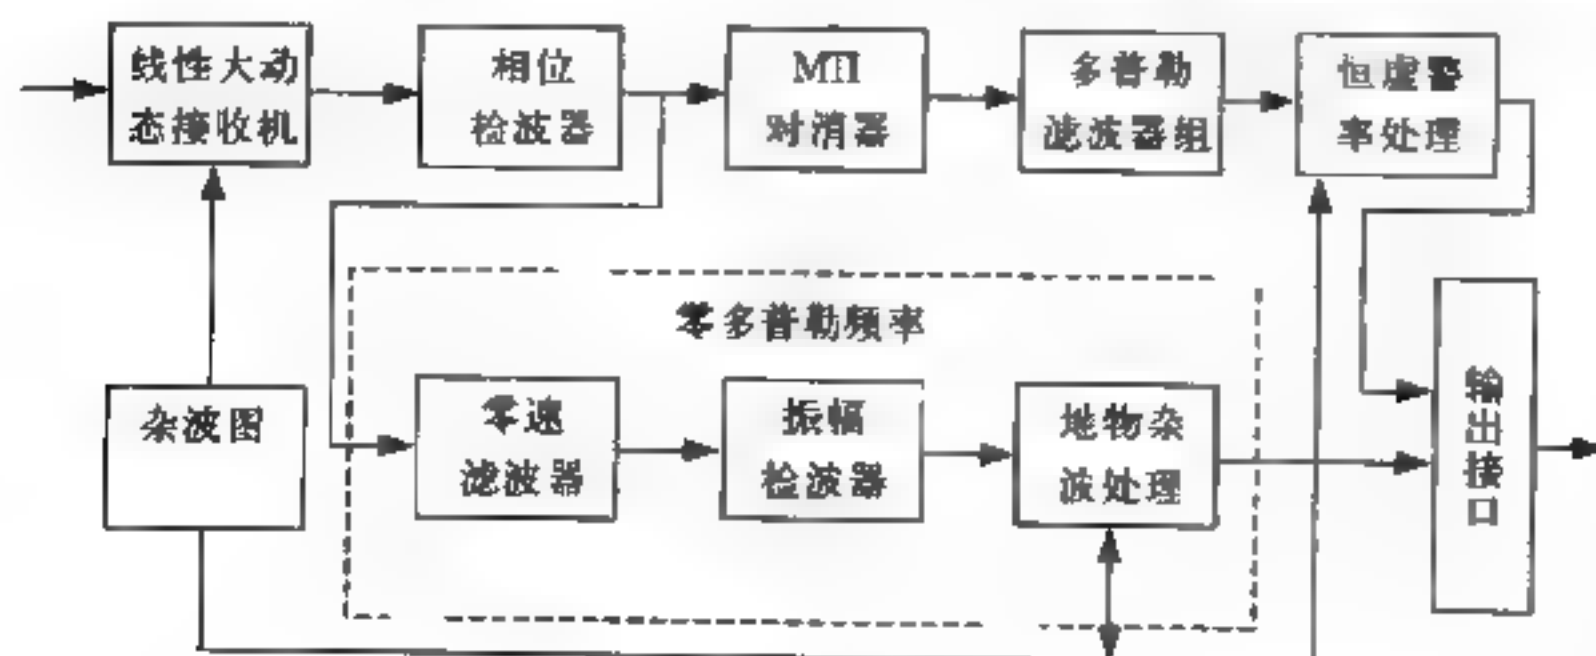 线性大动
态接收机
相位
检波器
MTI
对消器
多普勒
滤波器组
恒虚警
率处理
零多普勒频率
杂波图
零速
滤波器
振幅
检波器
地物杂
波处理
输出接口